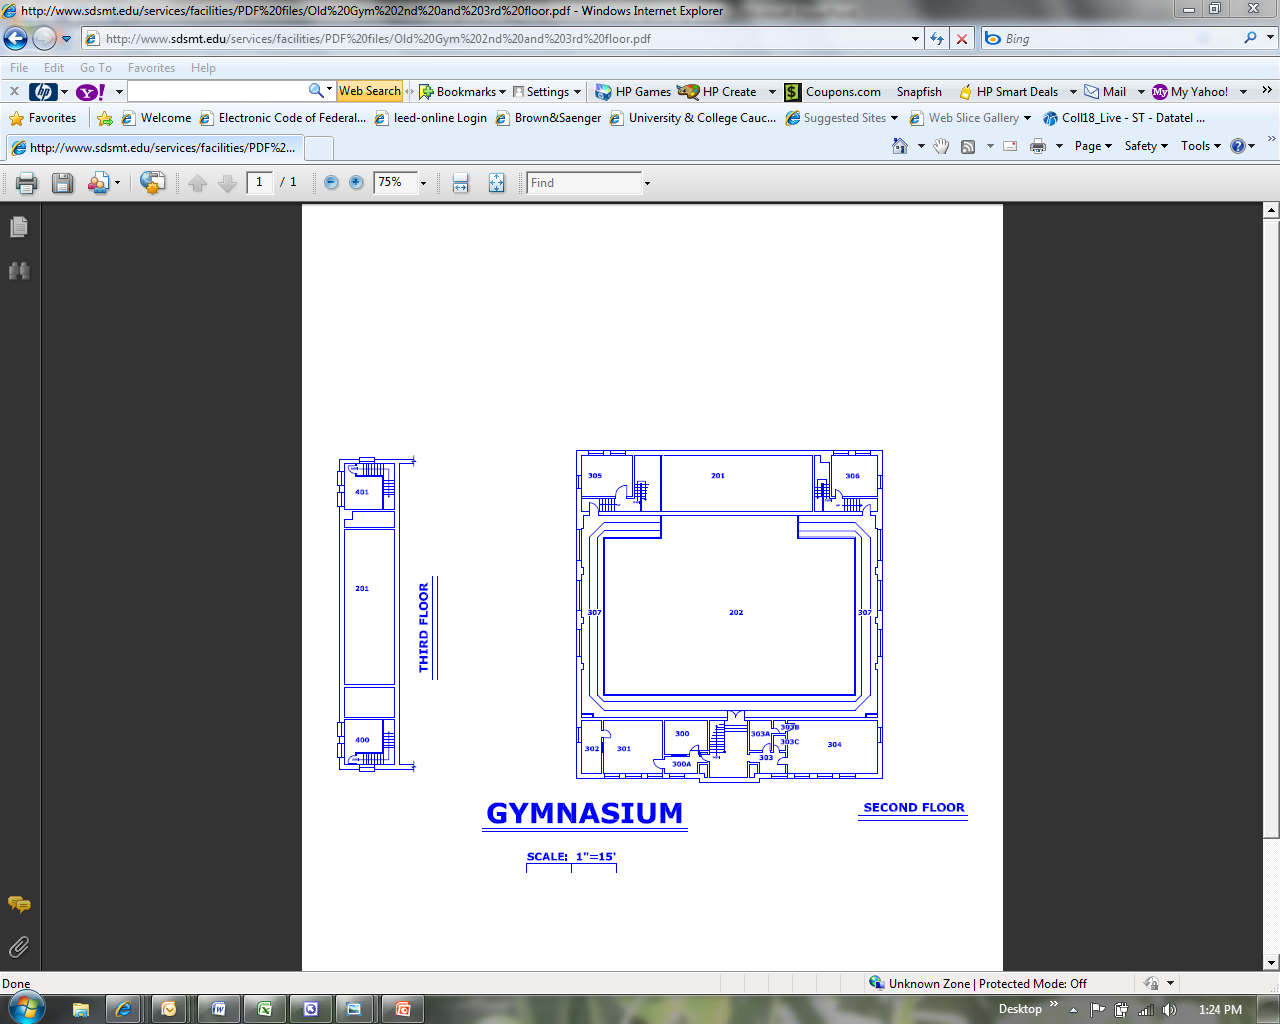 http://www.sdsmt.edu/services/facilities/PDF%20files/Old%20Gym%202nd%20and%203rd%20floor.pdf - Windows Internet Explorer
http://www.sdsmt.edu/services/facilities/PDF%20files/Old%20Gym%202nd%20and%203rd%20floor.pdf
Bing
File Edit Go To Favorites Help
hp Y! Web Search Bookmarks Settings HP Games HP Create $ Coupons.com Snapfish HP Smart Deals Mail My Yahoo! »
Favorites Welcome Electronic Code of Federal... leed-online Login Brown&Saenger University & College Cauc... Suggested Sites Web Slice Gallery Coll18_Live - ST - Datatel ...
http://www.sdsmt.edu/services/facilities/PDF%2... Page Safety Tools »
1 / 1 75% Find
305 201 306
401
201
THIRD FLOOR
307 202 307
400
302 301 300 300A 303A 303B 303C 303 304
GYMNASIUM
SECOND FLOOR
SCALE: 1"=15'
Done
Unknown Zone | Protected Mode: Off
Desktop » 1:24 PM